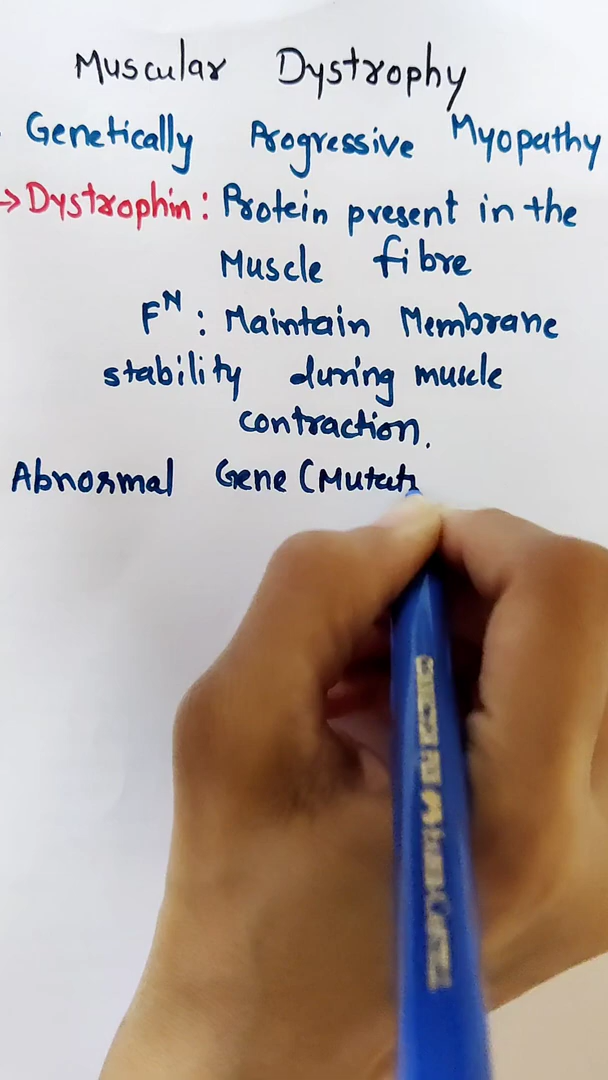 Muscular Dystrophy
Genetically Progressive Myopathy
→ Dystrophin : Protein present in the
Muscle fibre
Fᴺ : Maintain Membrane
stability during muscle
contraction.
Abnormal Gene (Mutat